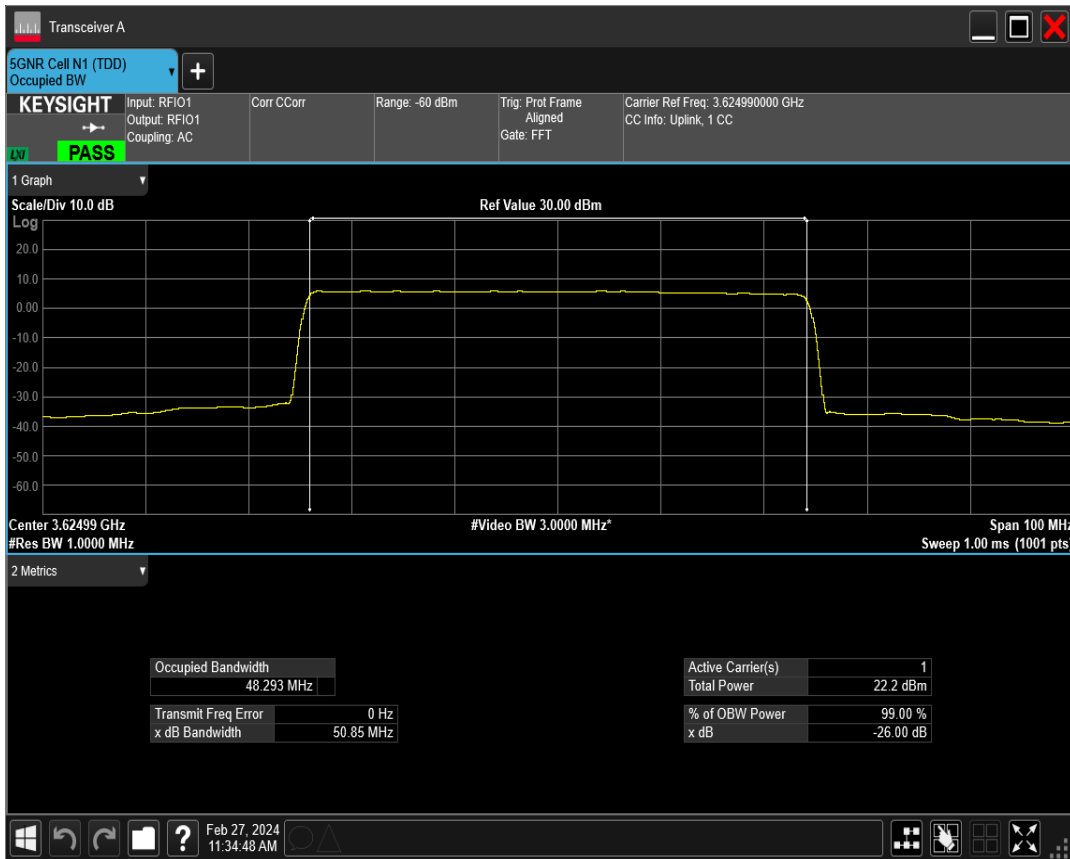 Transceiver A
5GNR Cell N1 (TDD)
Occupied BW
+
KEYSIGHT
LXI
PASS
Input: RFIO1
Output: RFIO1
Coupling: AC
Corr CCorr
Range: -60 dBm
Trig: Prot Frame
Aligned
Gate: FFT
Carrier Ref Freq: 3.624990000 GHz
CC Info: Uplink, 1 CC
1 Graph
Scale/Div 10.0 dB
Ref Value 30.00 dBm
Log
20.0
10.0
0.00
-10.0
-20.0
-30.0
-40.0
-50.0
-60.0
Center 3.62499 GHz
#Video BW 3.0000 MHz*
Span 100 MHz
#Res BW 1.0000 MHz
Sweep 1.00 ms (1001 pts)
2 Metrics
Occupied Bandwidth
48.293 MHz
Transmit Freq Error 0 Hz
x dB Bandwidth 50.85 MHz
Active Carrier(s) 1
Total Power 22.2 dBm
% of OBW Power 99.00 %
x dB -26.00 dB
?
Feb 27, 2024
11:34:48 AM